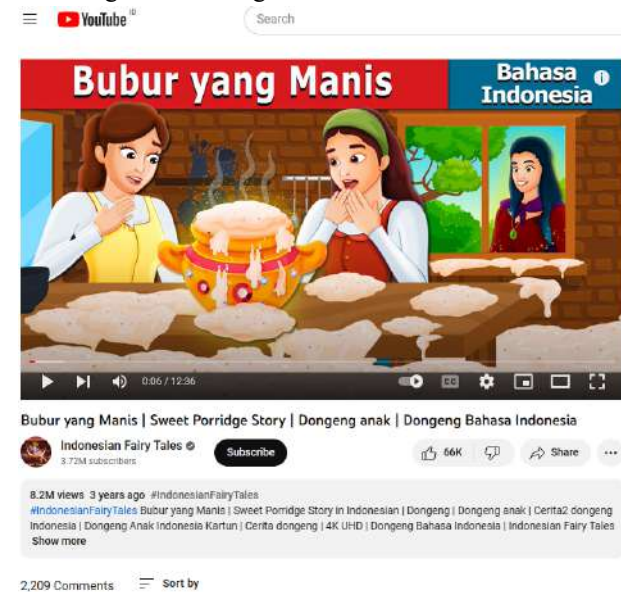 YouTube ID
Search
Bubur yang Manis
Bahasa
Indonesia
0:06 / 12:36
CC
Bubur yang Manis | Sweet Porridge Story | Dongeng anak | Dongeng Bahasa Indonesia
Indonesian Fairy Tales
3.72M subscribers
Subscribe
66K
Share
8.2M views 3 years ago #IndonesianFairyTales
#IndonesianFairyTales Bubur yang Manis | Sweet Porridge Story in Indonesian | Dongeng | Dongeng anak | Cerita2 dongeng
Indonesia | Dongeng Anak Indonesia Kartun | Cerita dongeng | 4K UHD | Dongeng Bahasa Indonesia | Indonesian Fairy Tales
Show more
2,209 Comments
Sort by